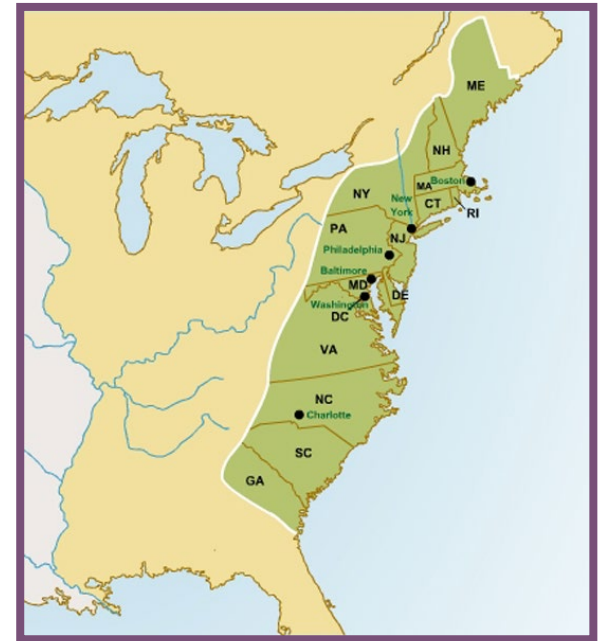 ME
NH
MA
Boston
NY
New
York
CT
RI
PA
NJ
Philadelphia
Baltimore
MD
DE
Washington
DC
VA
NC
Charlotte
SC
GA